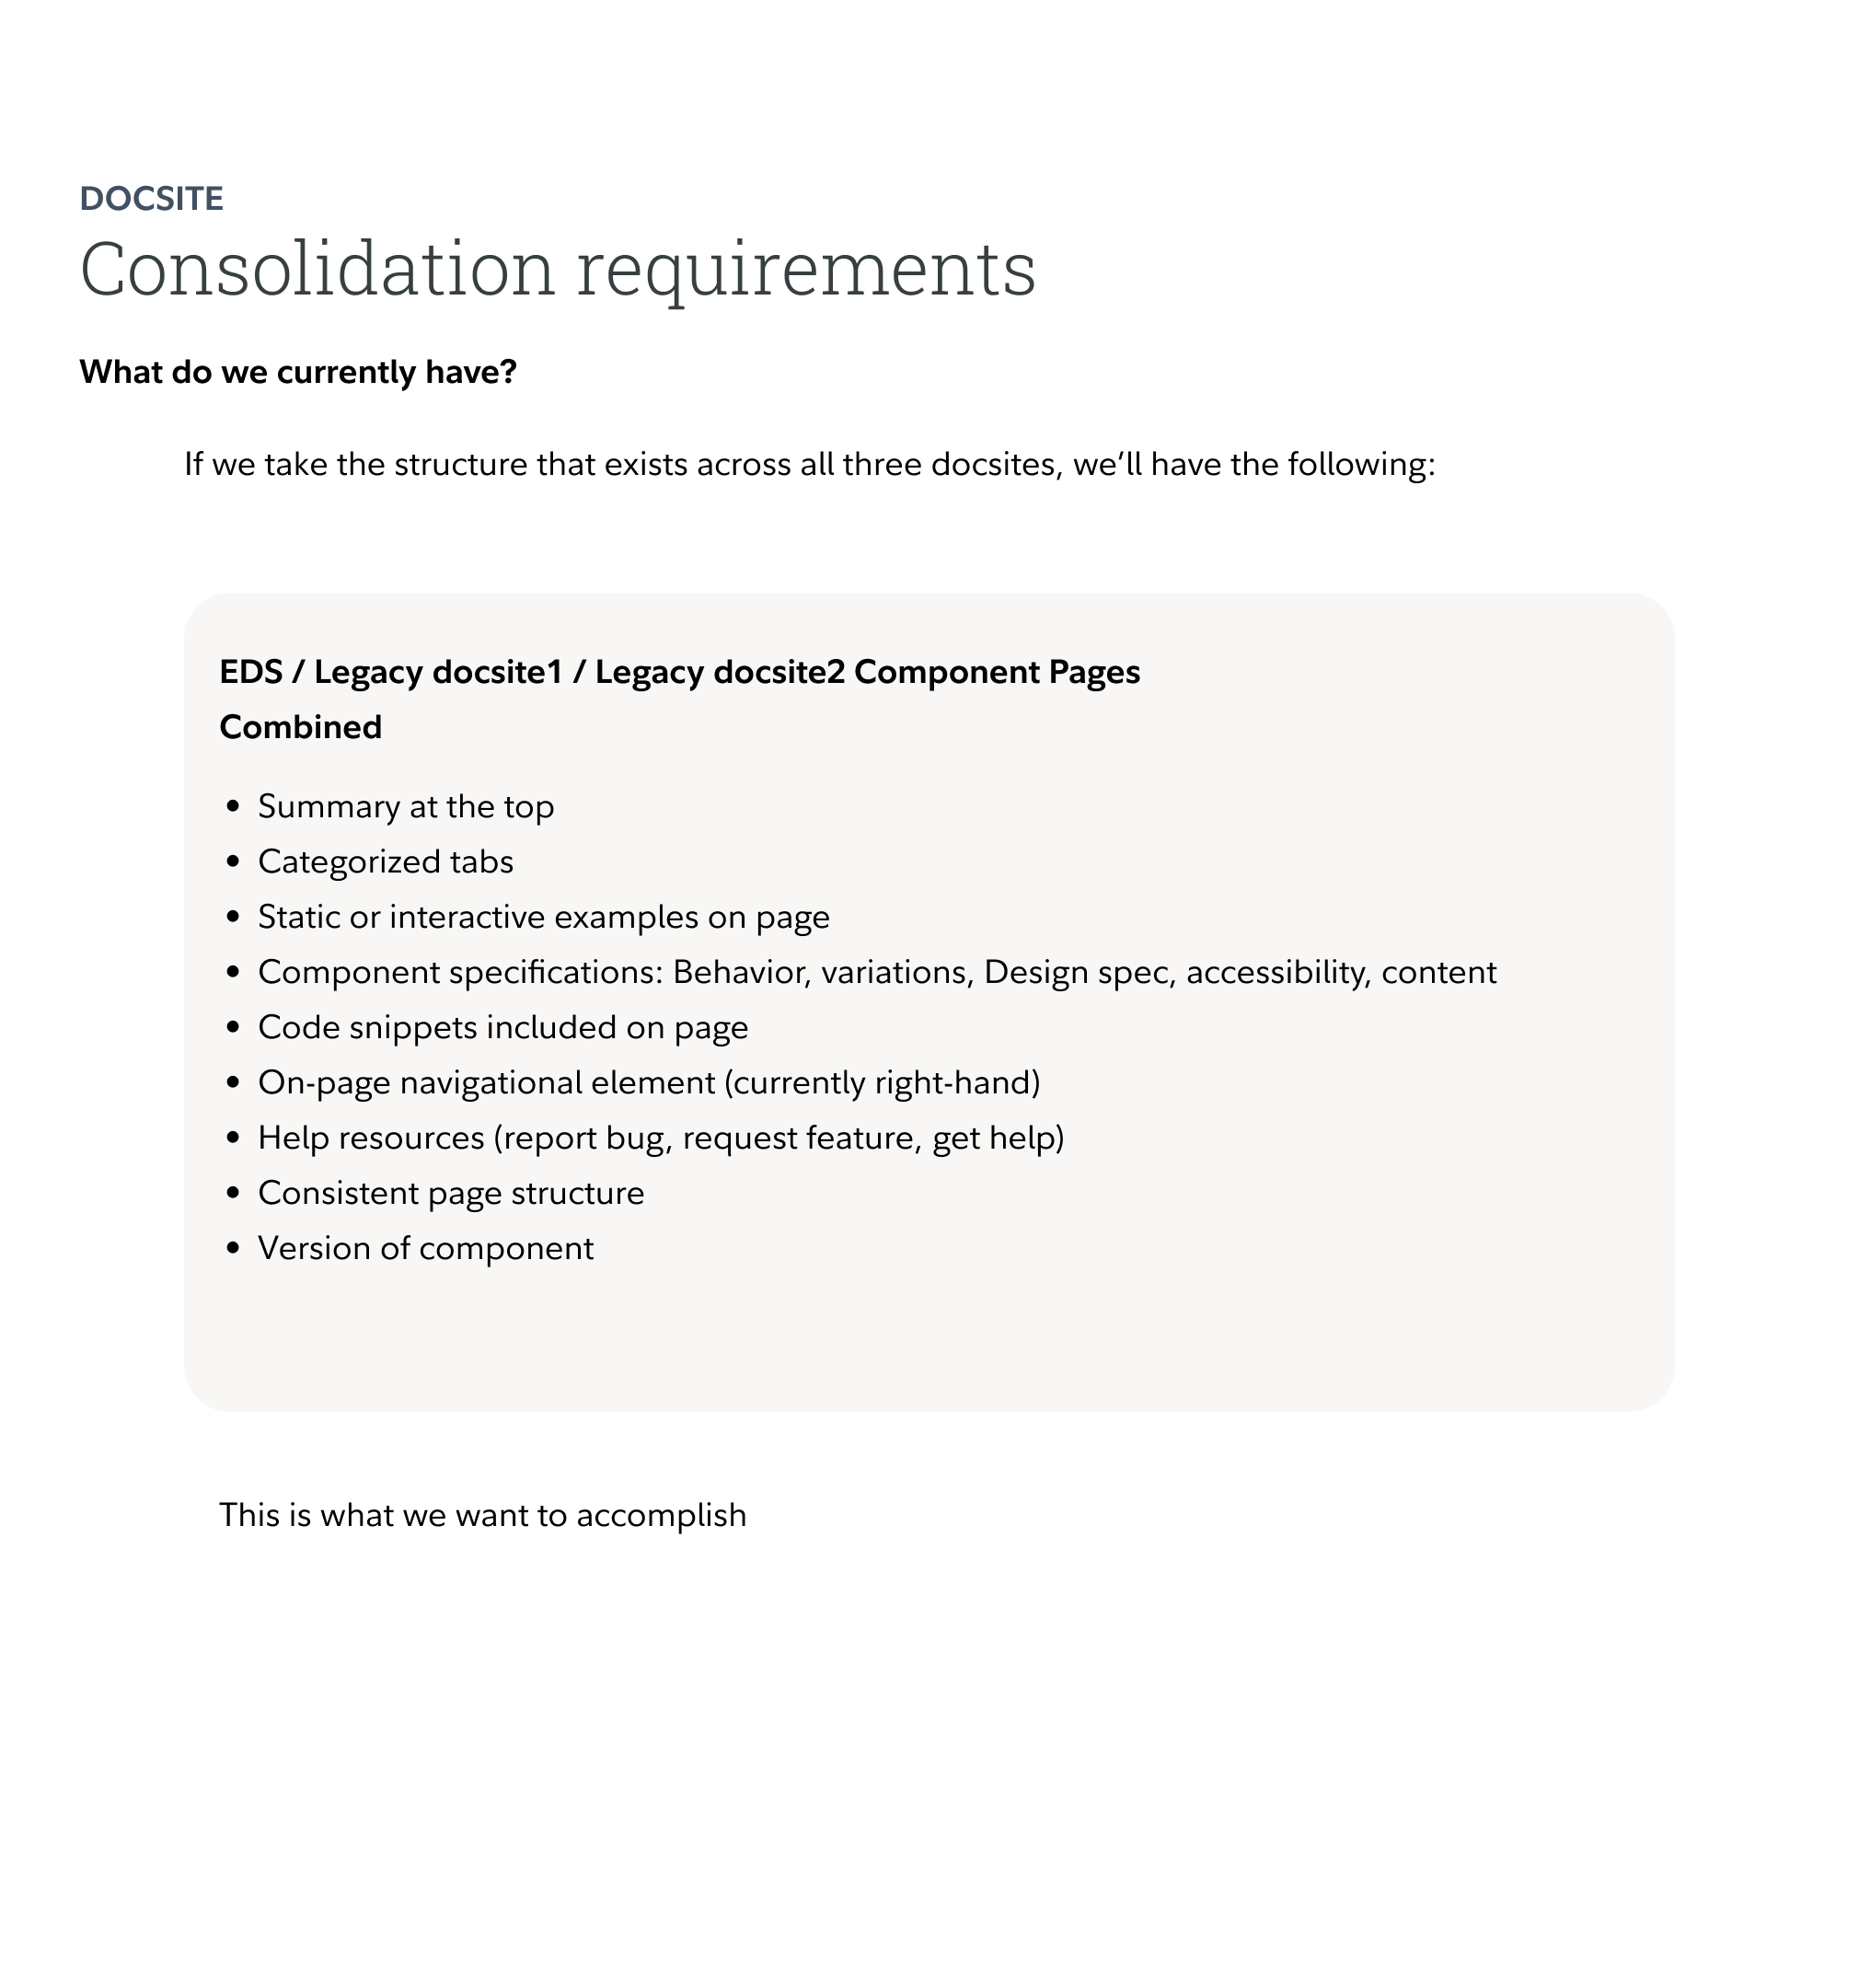 DOCSITE
Consolidation requirements
What do we currently have?
If we take the structure that exists across all three docsites, we’ll have the following:
EDS / Legacy docsite1 / Legacy docsite2 Component Pages
Combined
• Summary at the top
• Categorized tabs
• Static or interactive examples on page
• Component specifications: Behavior, variations, Design spec, accessibility, content
• Code snippets included on page
• On-page navigational element (currently right-hand)
• Help resources (report bug, request feature, get help)
• Consistent page structure
• Version of component
This is what we want to accomplish